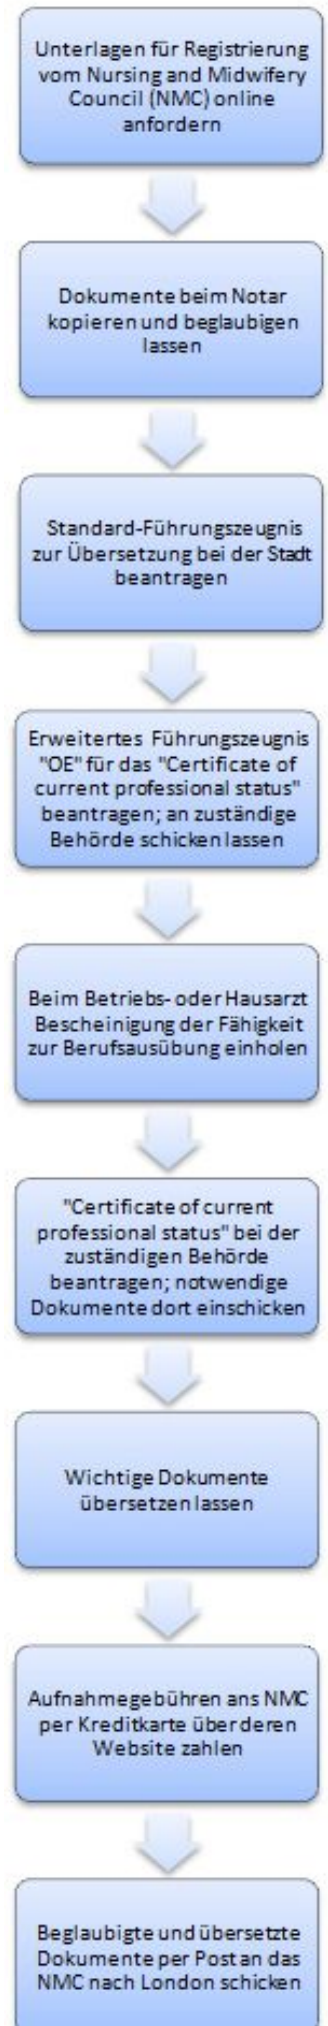 Unterlagen für Registrierung
vom Nursing and Midwifery
Council (NMC) online
anfordern
Dokumente beim Notar
kopieren und beglaubigen
lassen
Standard-Führungszeugnis
zur Übersetzung bei der Stadt
beantragen
Erweitertes Führungszeugnis
"OE" für das "Certificate of
current professional status"
beantragen; an zuständige
Behörde schicken lassen
Beim Betriebs- oder Hausarzt
Bescheinigung der Fähigkeit
zur Berufsausübung einholen
"Certificate of current
professional status" bei der
zuständigen Behörde
beantragen; notwendige
Dokumente dort einschicken
Wichtige Dokumente
übersetzen lassen
Aufnahmegebühren ans NMC
per Kreditkarte über deren
Website zahlen
Beglaubigte und übersetzte
Dokumente per Post an das
NMC nach London schicken